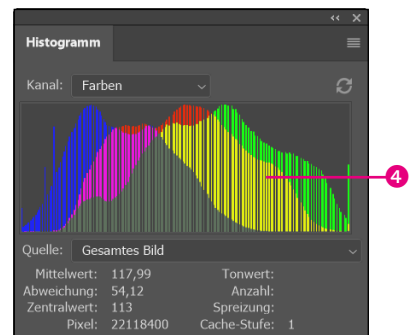 Histogramm
Kanal: Farben
4
Quelle: Gesamtes Bild
Mittelwert: 117,99 Tonwert:
Abweichung: 54,12 Anzahl:
Zentralwert: 113 Spreizung:
Pixel: 22118400 Cache-Stufe: 1